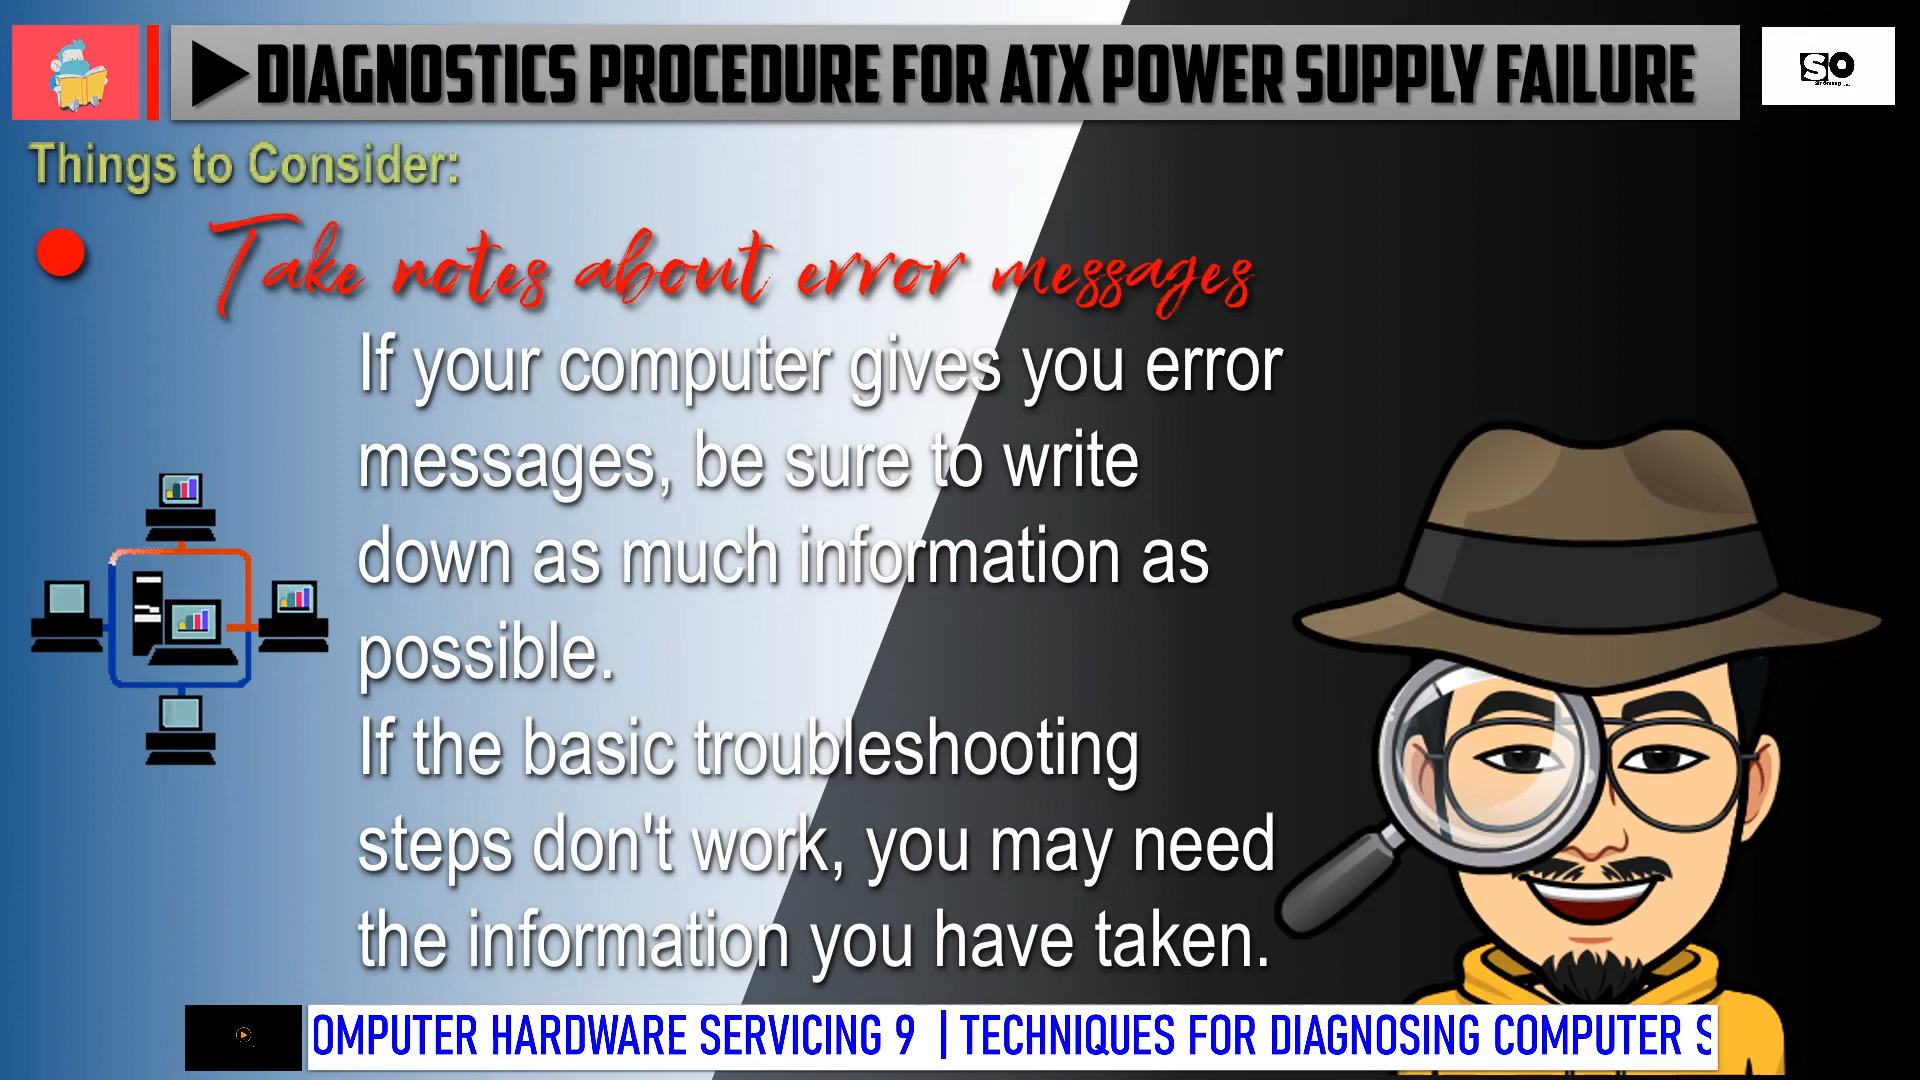 DIAGNOSTICS PROCEDURE FOR ATX POWER SUPPLY FAILURE
SO
Things to Consider:
Take notes about error messages
If your computer gives you error
messages, be sure to write
down as much information as
possible.
If the basic troubleshooting
steps don't work, you may need
the information you have taken.
OMPUTER HARDWARE SERVICING 9 | TECHNIQUES FOR DIAGNOSING COMPUTER S